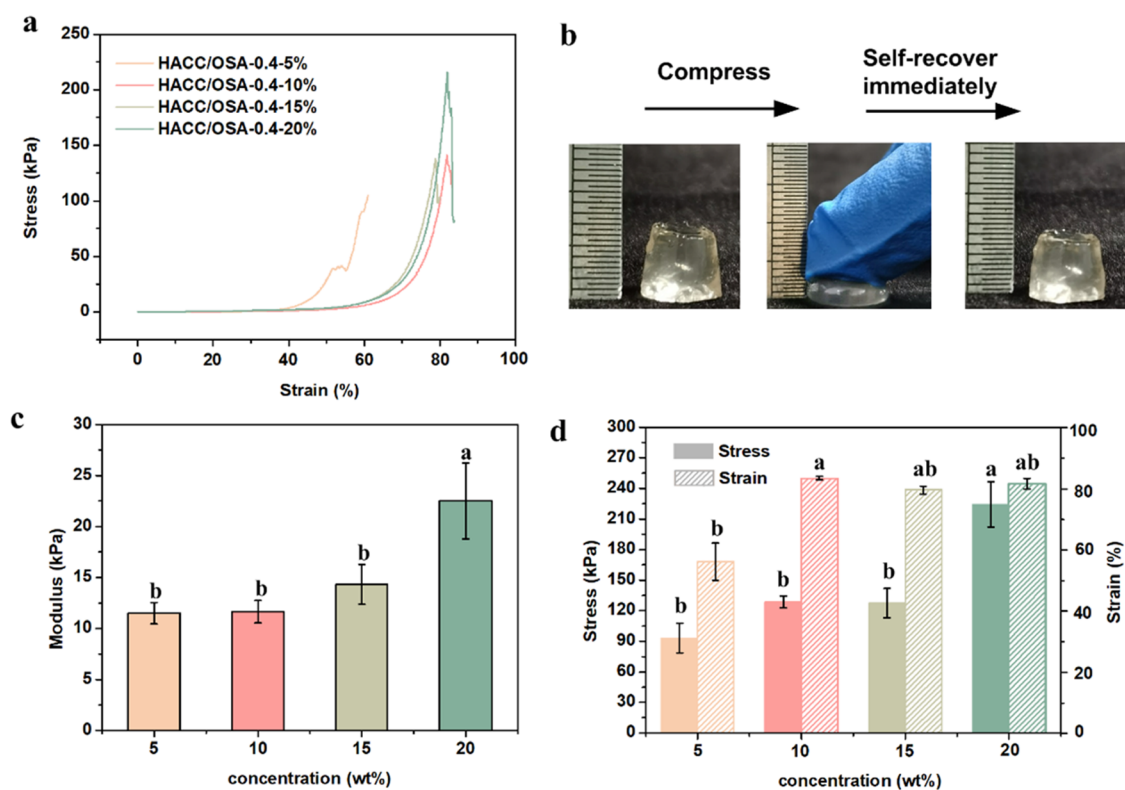 a
250
200
150
100
50
0
Stress (kPa)
HACC/OSA-0.4-5%
HACC/OSA-0.4-10%
HACC/OSA-0.4-15%
HACC/OSA-0.4-20%
0 20 40 60 80 100
Strain (%)
b
Compress
Self-recover
immediately
c
30
25
20
15
10
5
0
Modulus (kPa)
b b b a
5 10 15 20
concentration (wt%)
d
300
270
240
210
180
150
120
90
60
30
0
Stress (kPa)
Stress
Strain
b b b a b ab a ab
100
80
60
40
20
0
Strain (%)
5 10 15 20
concentration (wt%)